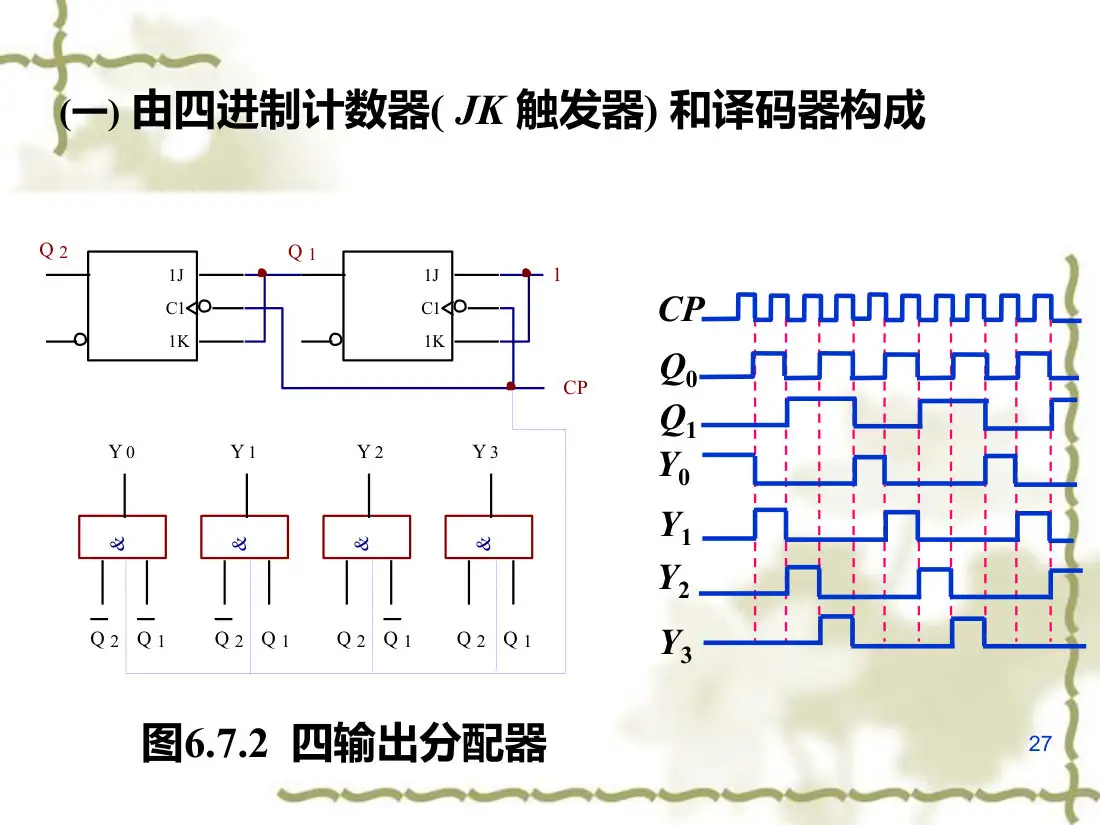 (一) 由四进制计数器( JK 触发器) 和译码器构成
Q 2
Q 1
1J
1J
1
C1
C1
1K
1K
CP
Y 0
Y 1
Y 2
Y 3
&
&
&
&
Q̅ 2 Q̅ 1
Q̅ 2 Q 1
Q 2 Q̅ 1
Q 2 Q 1
CP
Q₀
Q₁
Y₀
Y₁
Y₂
Y₃
图6.7.2 四输出分配器
27